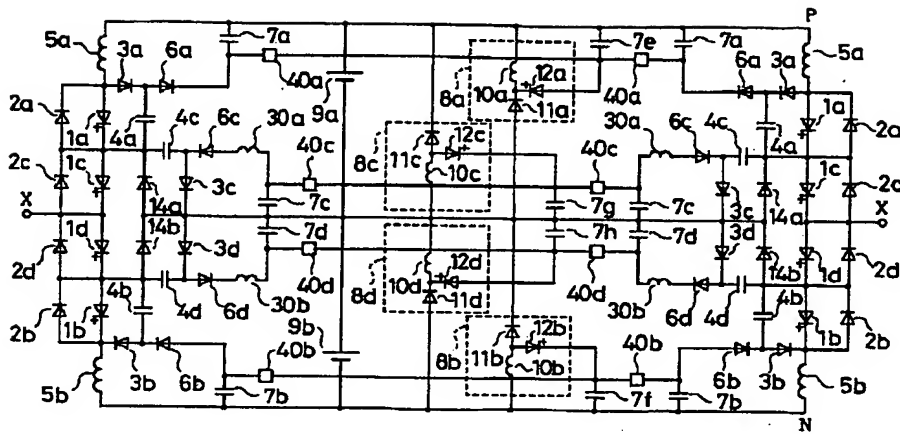 7a 7e 7a P
5a 3a 6a 40a 8a 12a 40a 6a 3a 5a
9a 10a 11a
2a 1a 4a 4c 6c 30a 40c 8c 12c 30a 6c 4c 4a 1a 2a
11c 40c
2c 1c 3c 10c 3c 1c 2c
X 14a 7c 7g 7c 14a X
14b 7d 7h 7d 3d 14b
2d 1d 3d 8d 12d 1d 2d
10d 11d 40d
4b 4d 6d 30b 40d 30b 6d 4d 4b
2b 1b 9b 12b 1b 2b
40b 8b 11b 10b 40b
5b 3b 6b 7b 7f 7b 6b 3b 5b
N